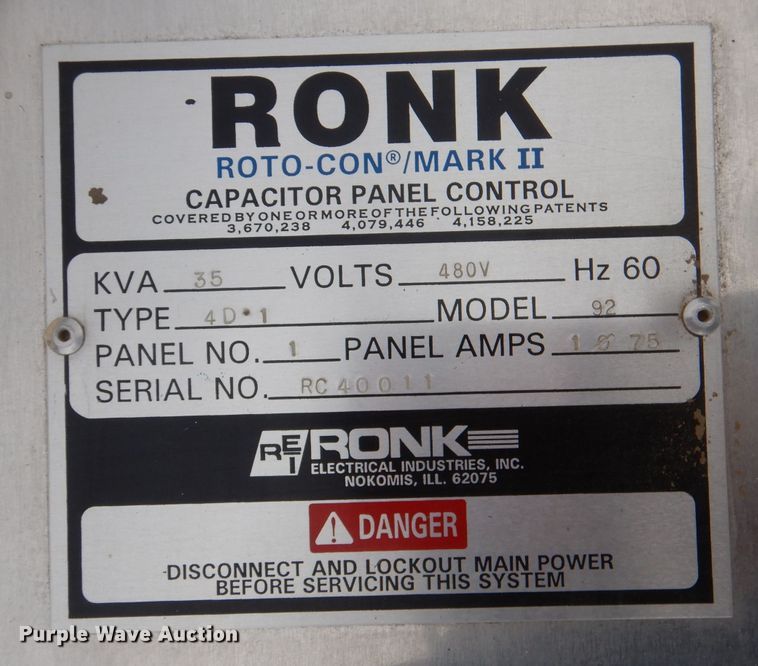 RONK
ROTO-CON®/MARK II
CAPACITOR PANEL CONTROL
COVERED BY ONE OR MORE OF THE FOLLOWING PATENTS
3,670,238 4,079,446 4,158,225
KVA 35 VOLTS 480V Hz 60
TYPE 4D·1 MODEL 92
PANEL NO. 1 PANEL AMPS
SERIAL NO. RC40011
REI RONK
ELECTRICAL INDUSTRIES, INC.
NOKOMIS, ILL. 62075
DANGER
DISCONNECT AND LOCKOUT MAIN POWER
BEFORE SERVICING THIS SYSTEM
Purple Wave Auction